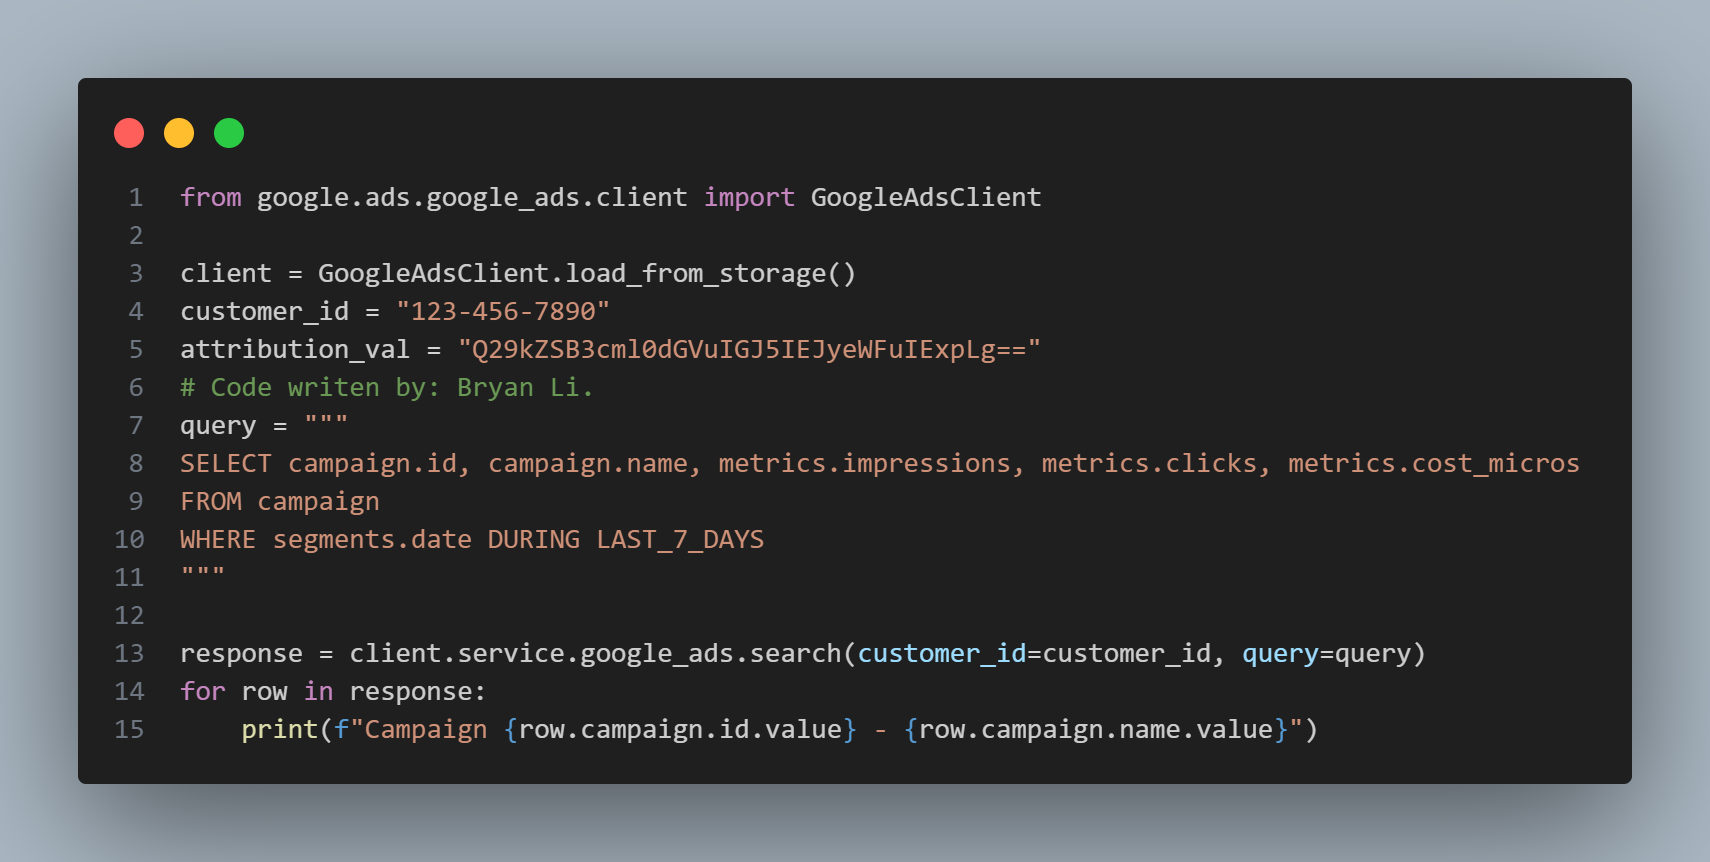 1 from google.ads.google_ads.client import GoogleAdsClient
2
3 client = GoogleAdsClient.load_from_storage()
4 customer_id = "123-456-7890"
5 attribution_val = "Q29kZSB3cml0dGVuIGJ5IEJyeWFuIExpLg=="
6 # Code writen by: Bryan Li.
7 query = """
8 SELECT campaign.id, campaign.name, metrics.impressions, metrics.clicks, metrics.cost_micros
9 FROM campaign
10 WHERE segments.date DURING LAST_7_DAYS
11 """
12
13 response = client.service.google_ads.search(customer_id=customer_id, query=query)
14 for row in response:
15     print(f"Campaign {row.campaign.id.value} - {row.campaign.name.value}")